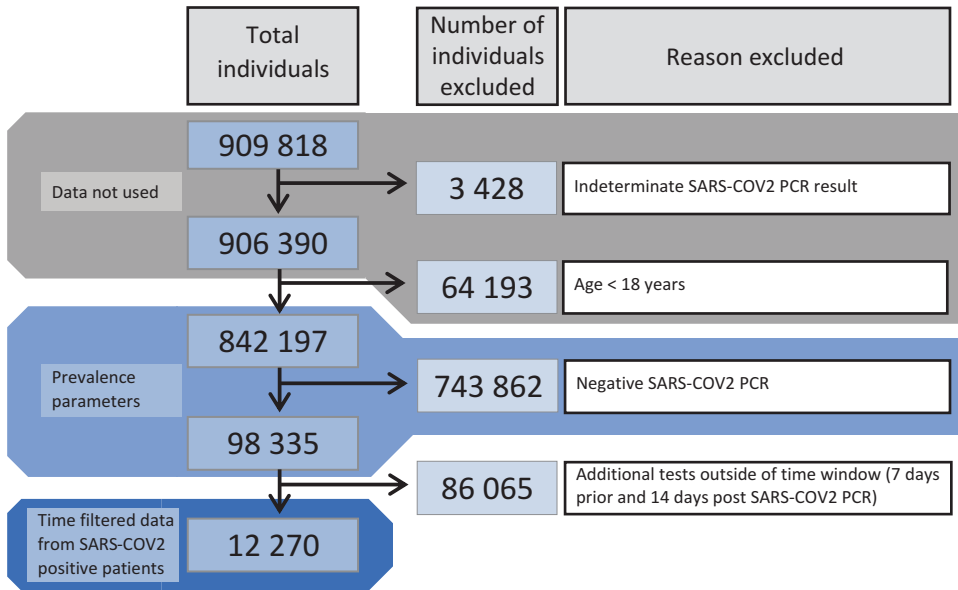 Total
individuals
Number of
individuals
excluded
Reason excluded
909 818
Data not used
3 428
Indeterminate SARS-COV2 PCR result
906 390
64 193
Age < 18 years
842 197
Prevalence
parameters
743 862
Negative SARS-COV2 PCR
98 335
86 065
Additional tests outside of time window (7 days
prior and 14 days post SARS-COV2 PCR)
Time filtered data
from SARS-COV2
positive patients
12 270